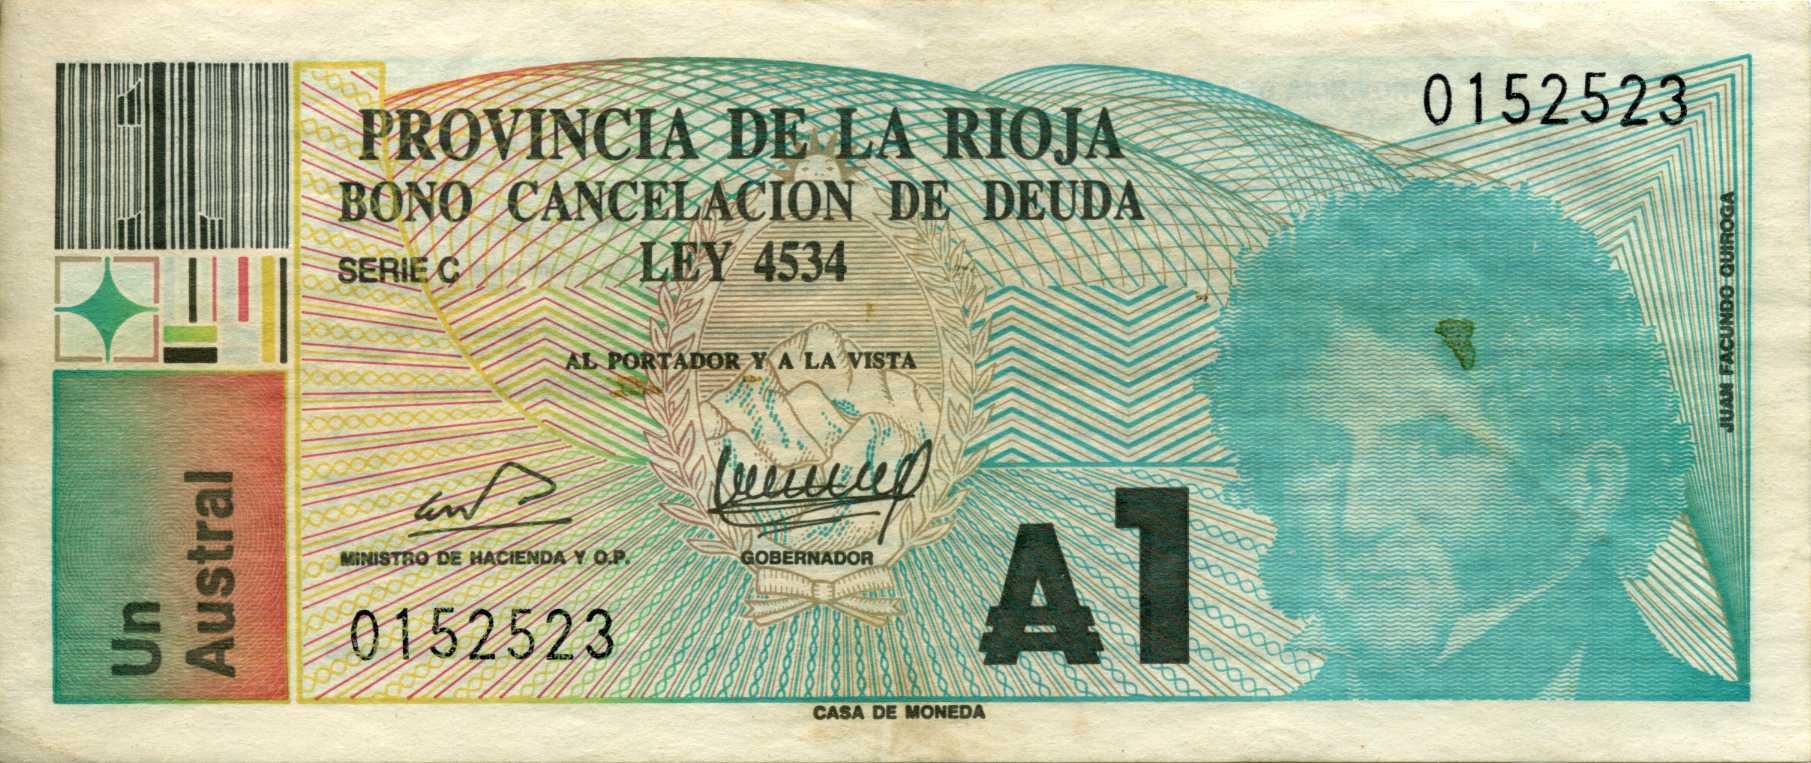 PROVINCIA DE LA RIOJA
BONO CANCELACION DE DEUDA
LEY 4534
SERIE C
0152523
AL PORTADOR Y A LA VISTA
JUAN FACUNDO QUIROGA
Un
Austral
MINISTRO DE HACIENDA Y O.P.
GOBERNADOR
0152523
A1
1
CASA DE MONEDA